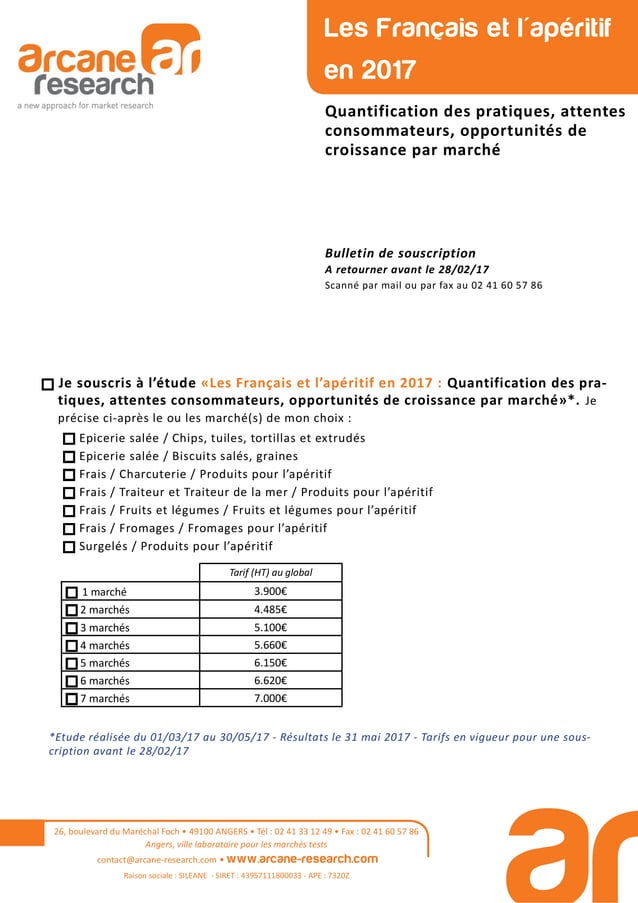 arcane ar
research
a new approach for market research
Les Français et l´apéritif
en 2017
Quantification des pratiques, attentes
consommateurs, opportunités de
croissance par marché
Bulletin de souscription
A retourner avant le 28/02/17
Scanné par mail ou par fax au 02 41 60 57 86
Je souscris à l’étude «Les Français et l’apéritif en 2017 : Quantification des pra-
tiques, attentes consommateurs, opportunités de croissance par marché»*. Je
précise ci-après le ou les marché(s) de mon choix :
Epicerie salée / Chips, tuiles, tortillas et extrudés
Epicerie salée / Biscuits salés, graines
Frais / Charcuterie / Produits pour l’apéritif
Frais / Traiteur et Traiteur de la mer / Produits pour l’apéritif
Frais / Fruits et légumes / Fruits et légumes pour l’apéritif
Frais / Fromages / Fromages pour l’apéritif
Surgelés / Produits pour l’apéritif
Tarif (HT) au global
1 marché 3.900€
2 marchés 4.485€
3 marchés 5.100€
4 marchés 5.660€
5 marchés 6.150€
6 marchés 6.620€
7 marchés 7.000€
*Etude réalisée du 01/03/17 au 30/05/17 - Résultats le 31 mai 2017 - Tarifs en vigueur pour une sous-
cription avant le 28/02/17
26, boulevard du Maréchal Foch • 49100 ANGERS • Tél : 02 41 33 12 49 • Fax : 02 41 60 57 86
Angers, ville labarataire pour les marchés tests
contact@arcane-research.com • www.arcane-research.com
Raison sociale : SILEANE - SIRET : 43957111800033 - APE : 7320Z
ar